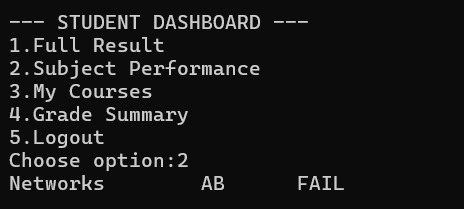 --- STUDENT DASHBOARD ---
1.Full Result
2.Subject Performance
3.My Courses
4.Grade Summary
5.Logout
Choose option:2
Networks        AB      FAIL